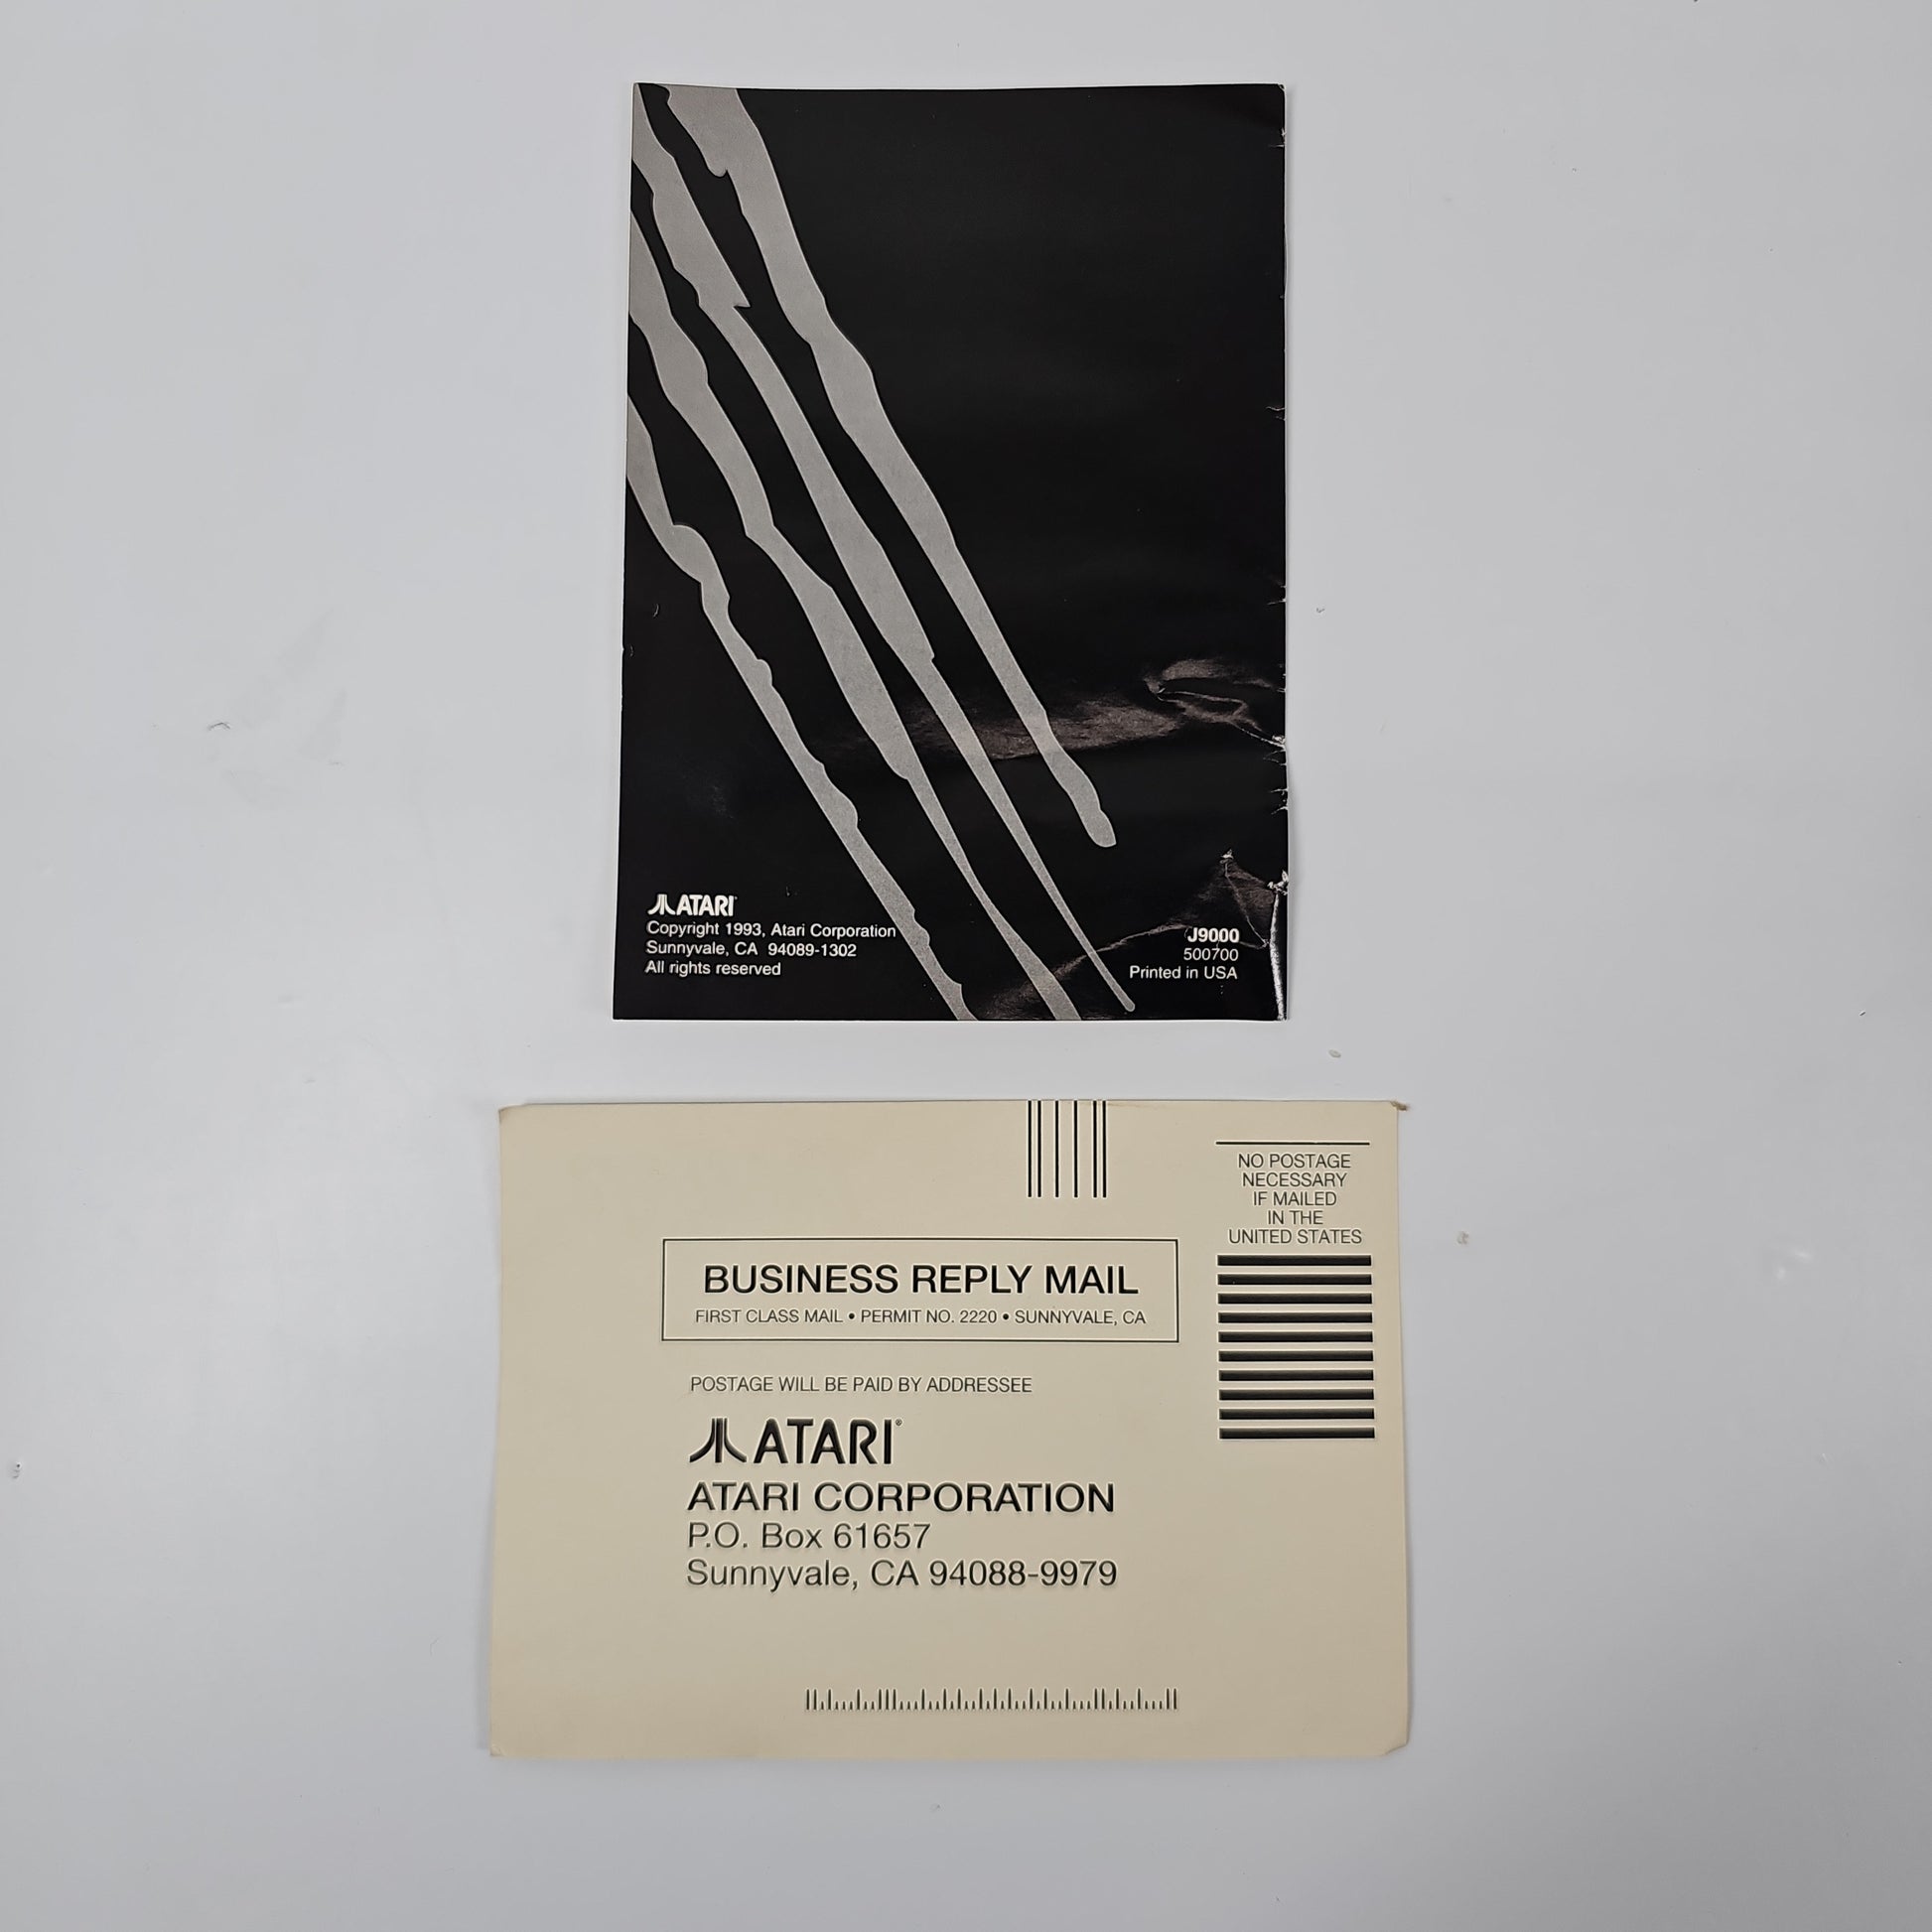 ATARI
Copyright 1993, Atari Corporation
Sunnyvale, CA 94089-1302
All rights reserved
J9000
500700
Printed in USA
NO POSTAGE
NECESSARY
IF MAILED
IN THE
UNITED STATES
BUSINESS REPLY MAIL
FIRST CLASS MAIL • PERMIT NO. 2220 • SUNNYVALE, CA
POSTAGE WILL BE PAID BY ADDRESSEE
ATARI®
ATARI CORPORATION
P.O. Box 61657
Sunnyvale, CA 94088-9979